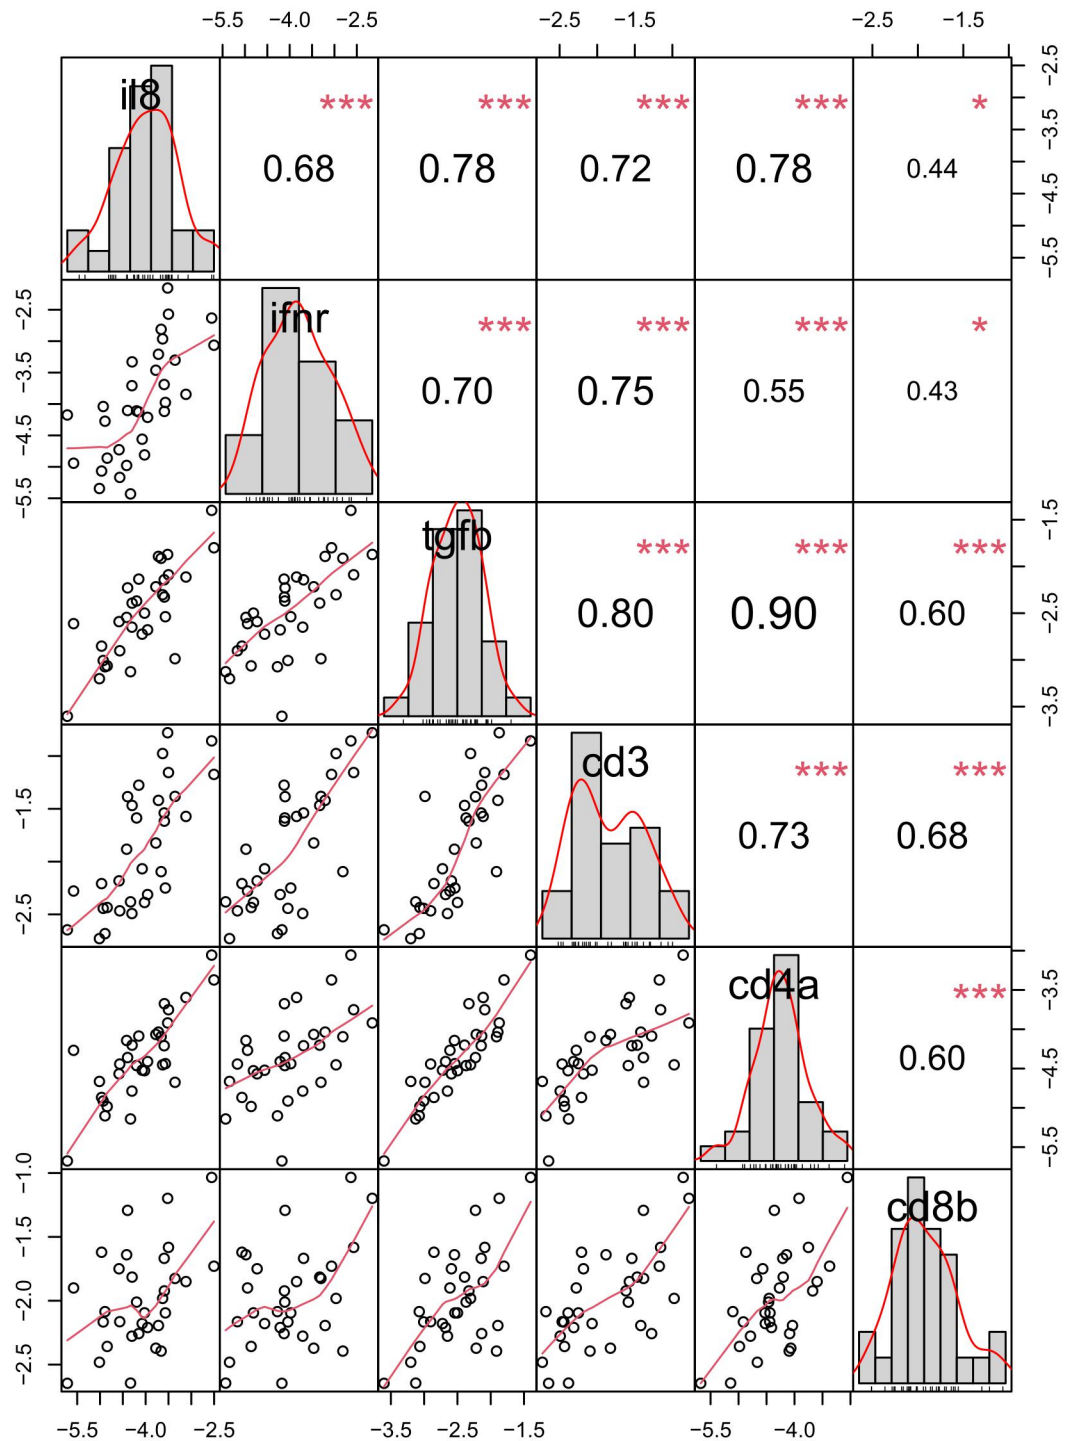 −5.5 −4.0 −2.5 −2.5 −1.5 −2.5 −1.5
il8 *** *** *** *** *
0.68 0.78 0.72 0.78 0.44
−2.5 −3.5 −4.5 −5.5
−2.5 −3.5 −4.5 −5.5
ifnr *** *** *** *
0.70 0.75 0.55 0.43
tgfb *** *** ***
0.80 0.90 0.60
−1.5 −2.5 −3.5
−1.5 −2.5
cd3 *** ***
0.73 0.68
cd4a ***
0.60
−3.5 −4.5 −5.5
−1.0 −1.5 −2.0 −2.5
cd8b
−5.5 −4.0 −2.5 −3.5 −2.5 −1.5 −5.5 −4.0